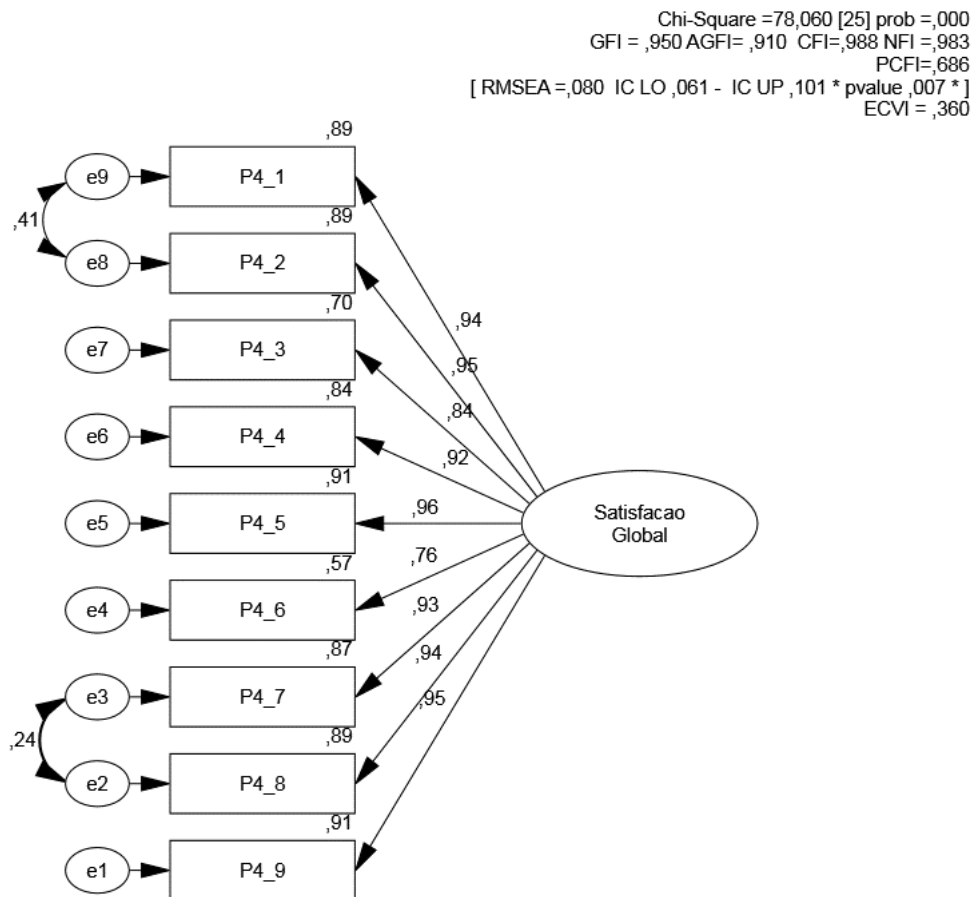 Chi-Square =78,060 [25] prob =,000
GFI = ,950 AGFI= ,910 CFI=,988 NFI =,983
PCFI=,686
[ RMSEA =,080 IC LO ,061 - IC UP ,101 * pvalue ,007 * ]
ECVI = ,360
,89
e9
P4_1
,41
,89
e8
P4_2
,70
,94
e7
P4_3
,95
,84
,84
e6
P4_4
,92
,91
e5
P4_5
,96
Satisfacao
Global
,57
,76
e4
P4_6
,93
,87
,94
e3
P4_7
,95
,24
,89
e2
P4_8
,91
e1
P4_9